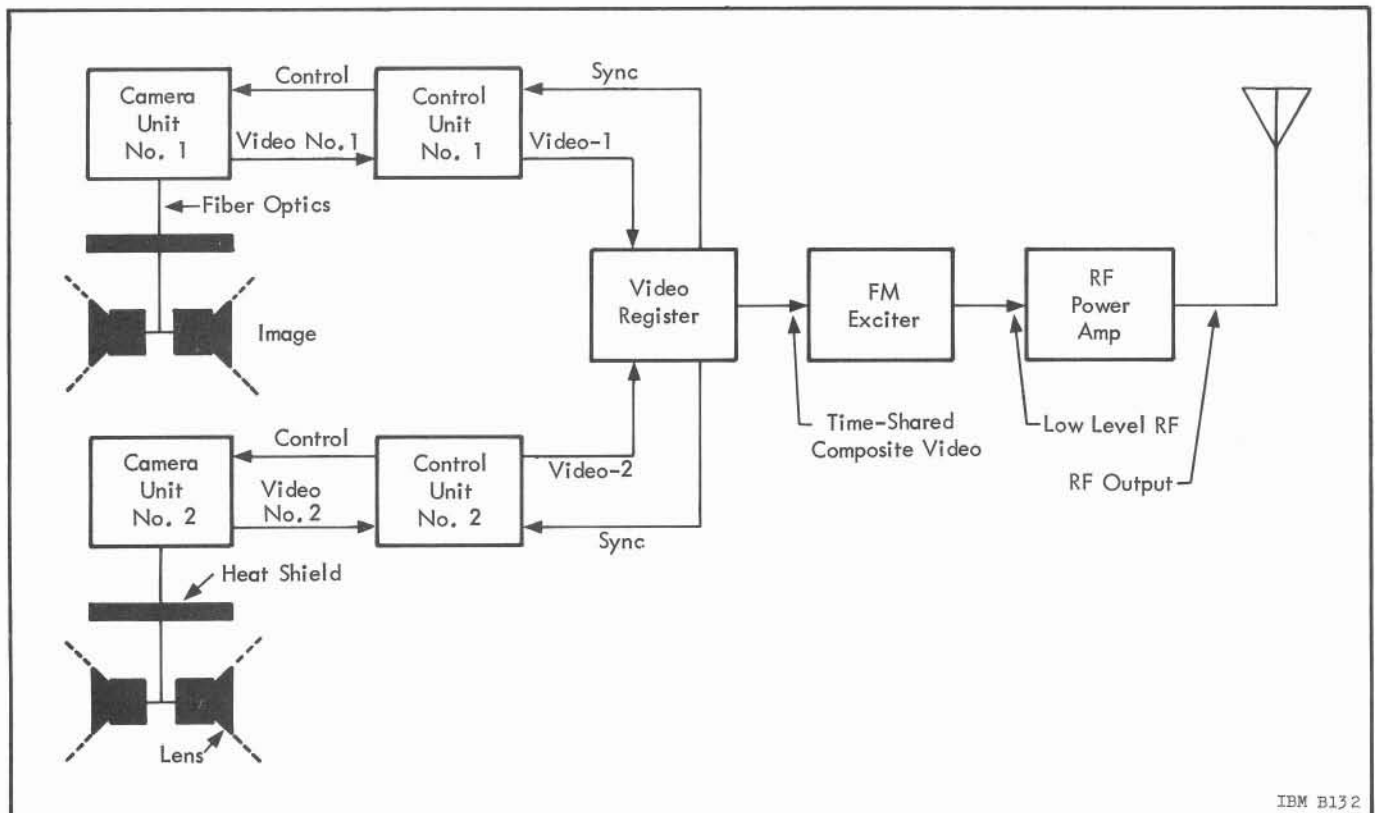 Camera
Unit
No. 1
Control
Video No.1
Control
Unit
No. 1
Sync
Video-1
Fiber Optics
Image
Video
Register
FM
Exciter
RF
Power
Amp
Time-Shared
Composite Video
Low Level RF
RF Output
Camera
Unit
No. 2
Control
Video
No.2
Control
Unit
No. 2
Video-2
Sync
Heat Shield
Lens
IBM B132